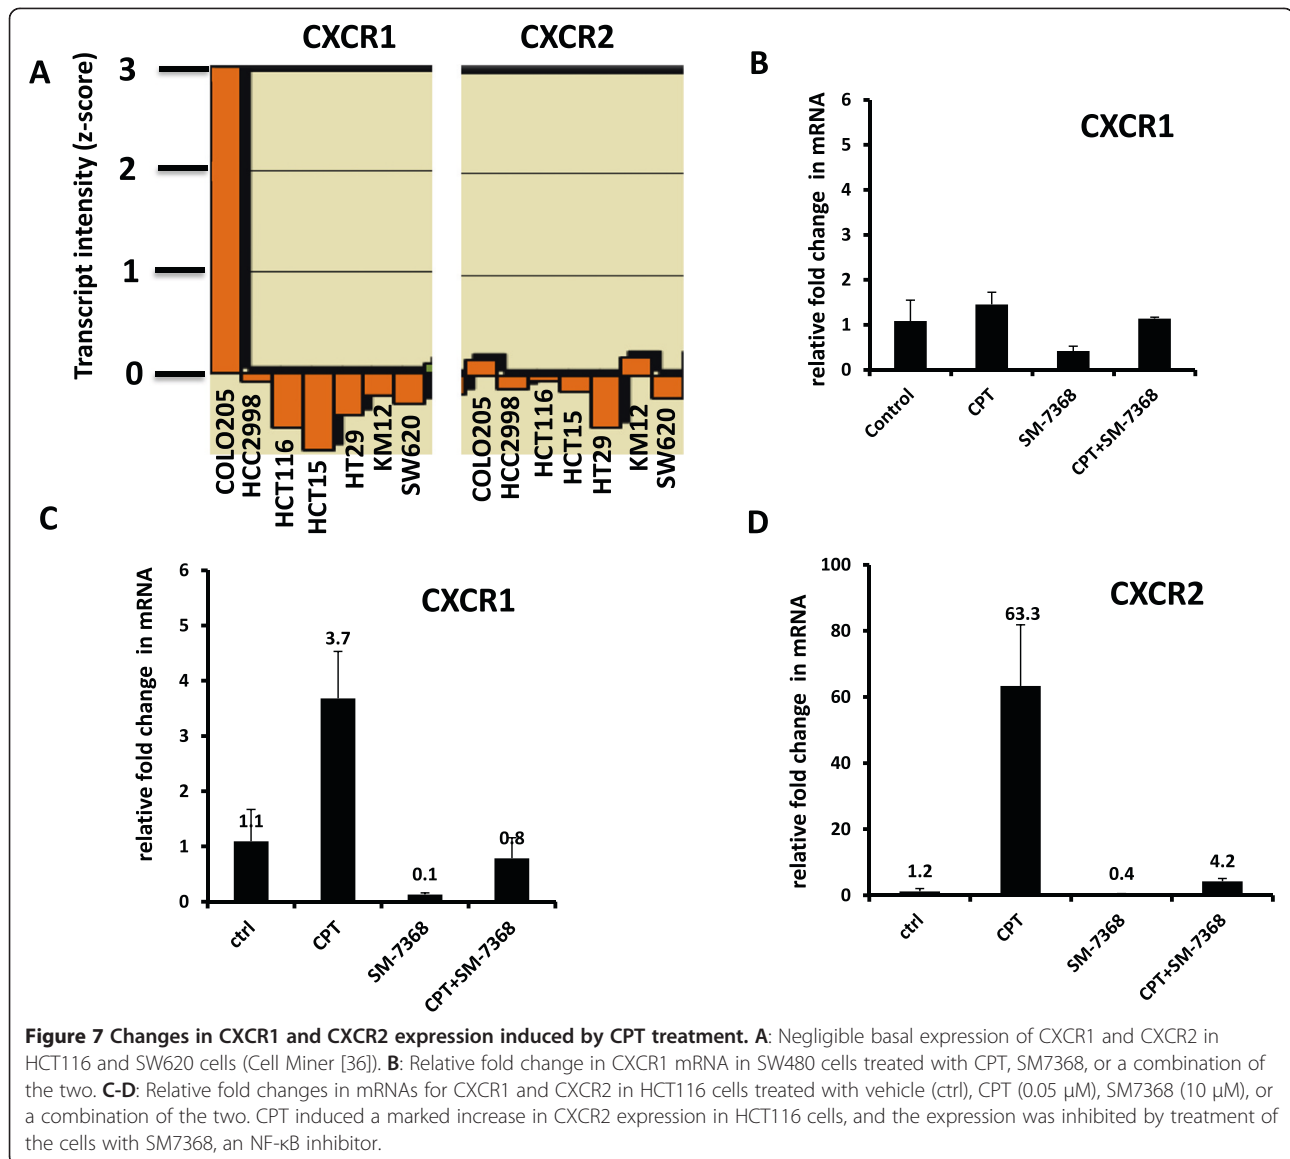 A
CXCR1
CXCR2
Transcript intensity (z-score)
3
2
1
0
COLO205
HCC2998
HCT116
HCT15
HT29
KM12
SW620
COLO205
HCC2998
HCT116
HCT15
HT29
KM12
SW620
B
CXCR1
relative fold change in mRNA
6
5
4
3
2
1
0
Control
CPT
SM-7368
CPT+SM-7368
C
CXCR1
relative fold change in mRNA
6
5
4
3
2
1
0
1.1
3.7
0.1
0.8
ctrl
CPT
SM-7368
CPT+SM-7368
D
CXCR2
relative fold change in mRNA
100
80
60
40
20
0
1.2
63.3
0.4
4.2
ctrl
CPT
SM-7368
CPT+SM-7368
Figure 7 Changes in CXCR1 and CXCR2 expression induced by CPT treatment. A: Negligible basal expression of CXCR1 and CXCR2 in
HCT116 and SW620 cells (Cell Miner [36]). B: Relative fold change in CXCR1 mRNA in SW480 cells treated with CPT, SM7368, or a combination of
the two. C-D: Relative fold changes in mRNAs for CXCR1 and CXCR2 in HCT116 cells treated with vehicle (ctrl), CPT (0.05 μM), SM7368 (10 μM), or
a combination of the two. CPT induced a marked increase in CXCR2 expression in HCT116 cells, and the expression was inhibited by treatment of
the cells with SM7368, an NF-κB inhibitor.